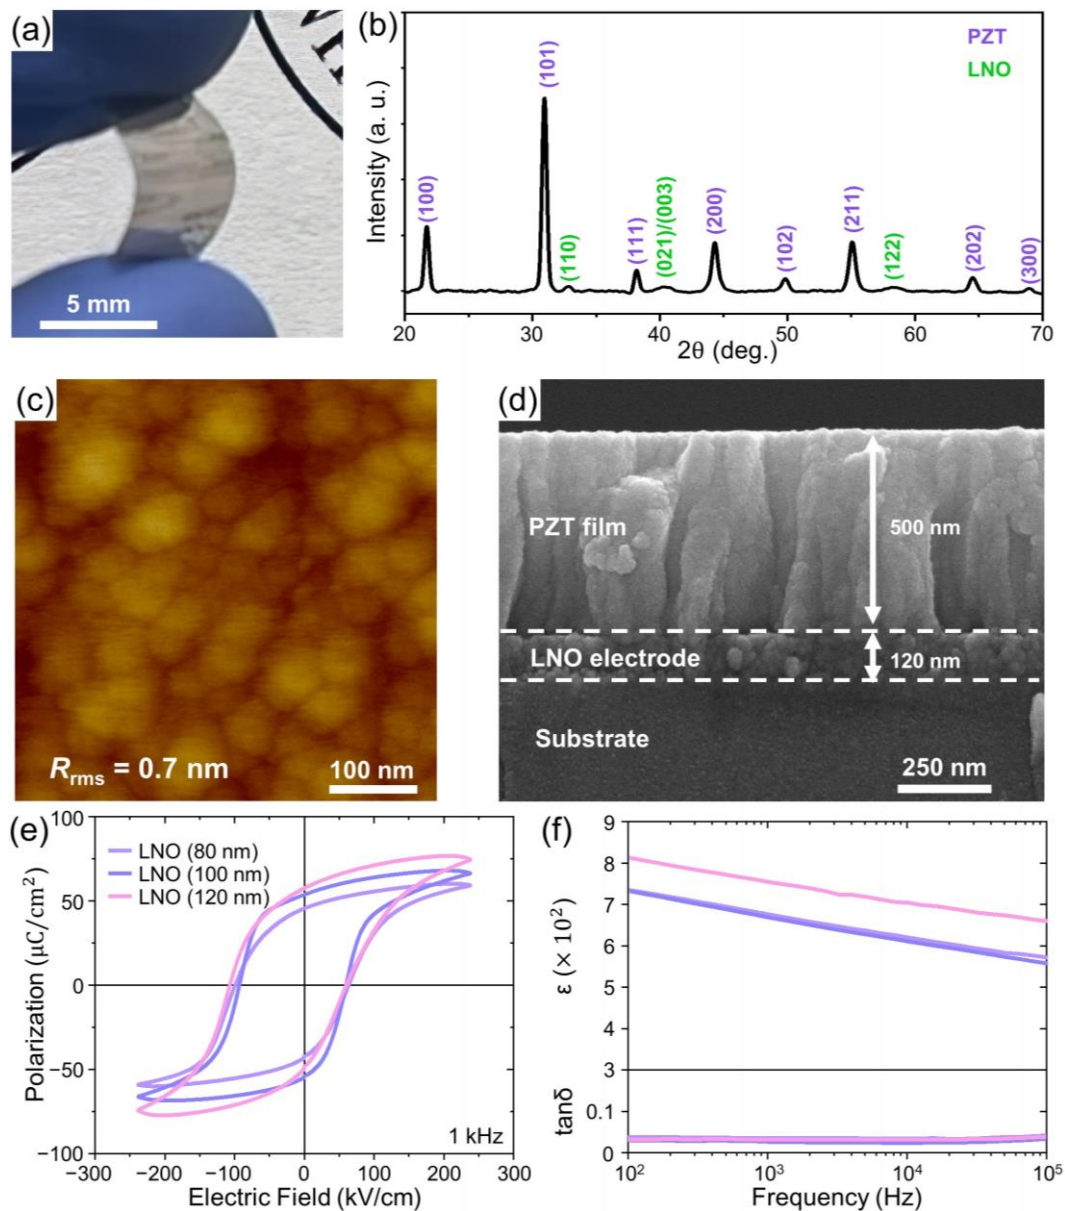 (a)
5 mm
(b)
PZT
LNO
Intensity (a. u.)
(100)
(101)
(110)
(111)
(021)/(003)
(200)
(102)
(211)
(122)
(202)
(300)
20 30 40 50 60 70
2θ (deg.)
(c)
Rrms = 0.7 nm
100 nm
(d)
PZT film
500 nm
LNO electrode
120 nm
Substrate
250 nm
(e)
Polarization (μC/cm²)
100
50
0
−50
−100
LNO (80 nm)
LNO (100 nm)
LNO (120 nm)
1 kHz
−300 −200 −100 0 100 200 300
Electric Field (kV/cm)
(f)
ε (× 10²)
9
8
7
6
5
3
tanδ
0.1
0
10² 10³ 10⁴ 10⁵
Frequency (Hz)